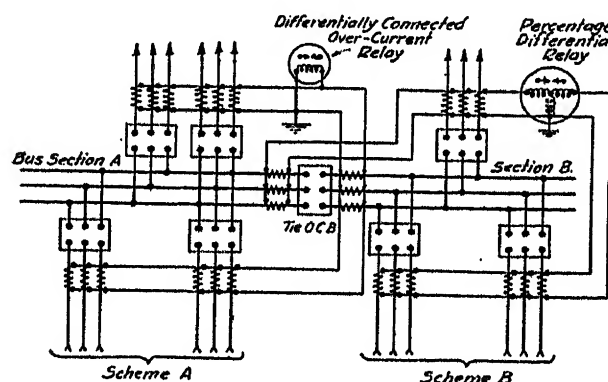 Differentially Connected
Over-Current
Relay
Percentage
Differential
Relay
Bus Section A
Section B.
Tie O C B
Scheme A
Scheme B